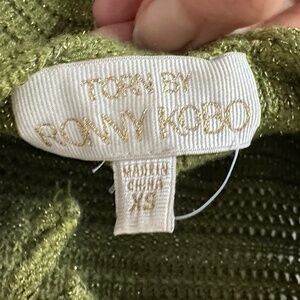 TORN BY
RONNY KOBO
MADE IN
CHINA
XS